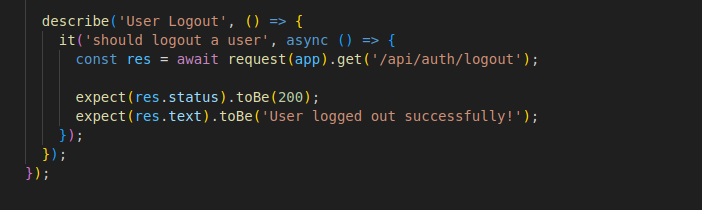 describe('User Logout', () => {
it('should logout a user', async () => {
const res = await request(app).get('/api/auth/logout');
expect(res.status).toBe(200);
expect(res.text).toBe('User logged out successfully!');
});
});
});